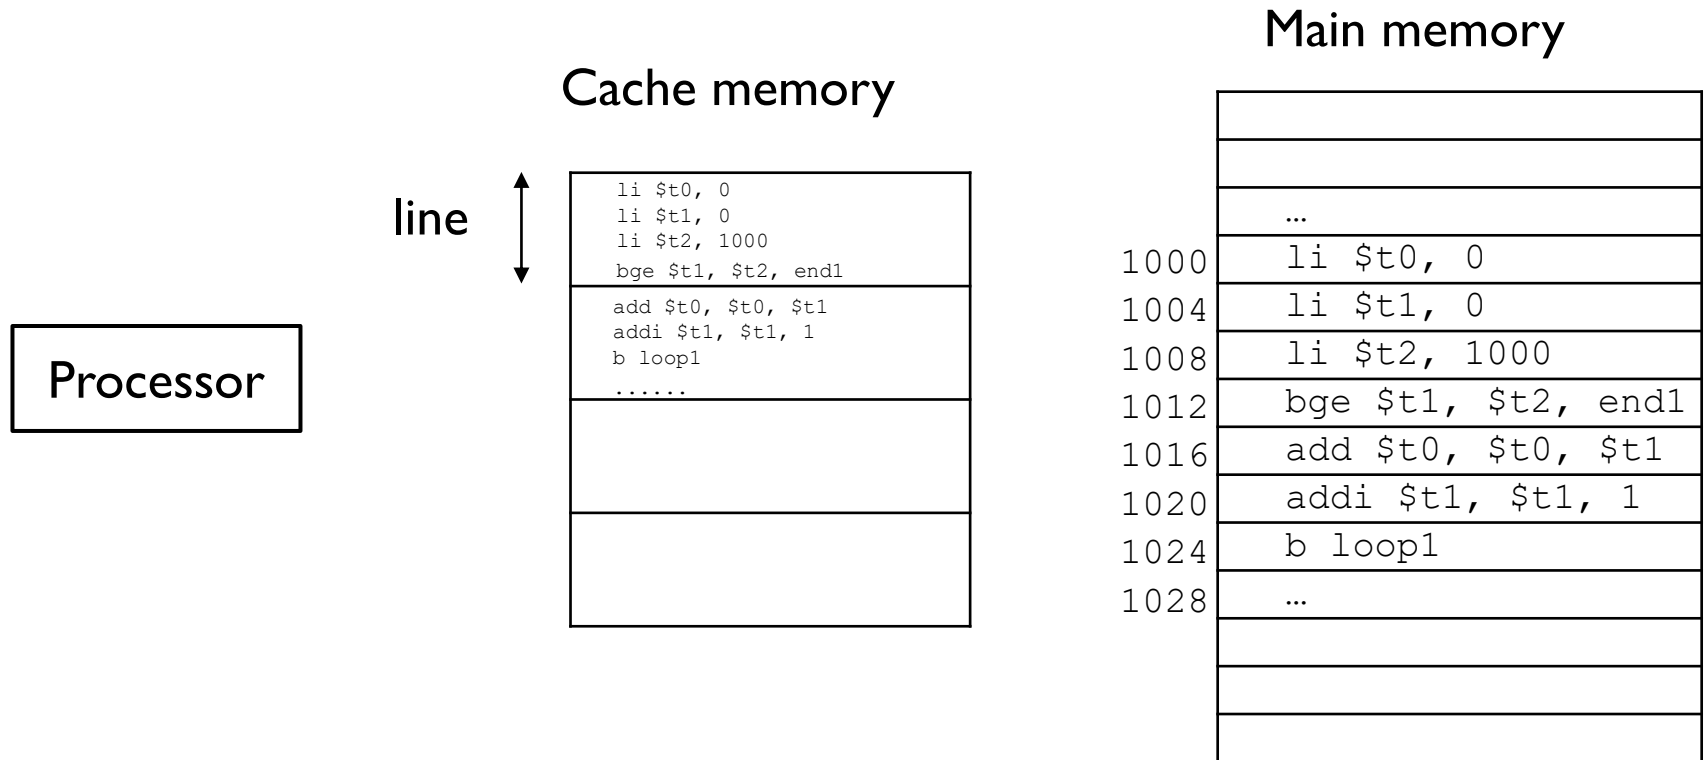 Main memory
Cache memory
line
li $t0, 0
li $t1, 0
li $t2, 1000
bge $t1, $t2, end1
add $t0, $t0, $t1
addi $t1, $t1, 1
b loop1
......
Processor
…
1000 li $t0, 0
1004 li $t1, 0
1008 li $t2, 1000
1012 bge $t1, $t2, end1
1016 add $t0, $t0, $t1
1020 addi $t1, $t1, 1
1024 b loop1
1028 …